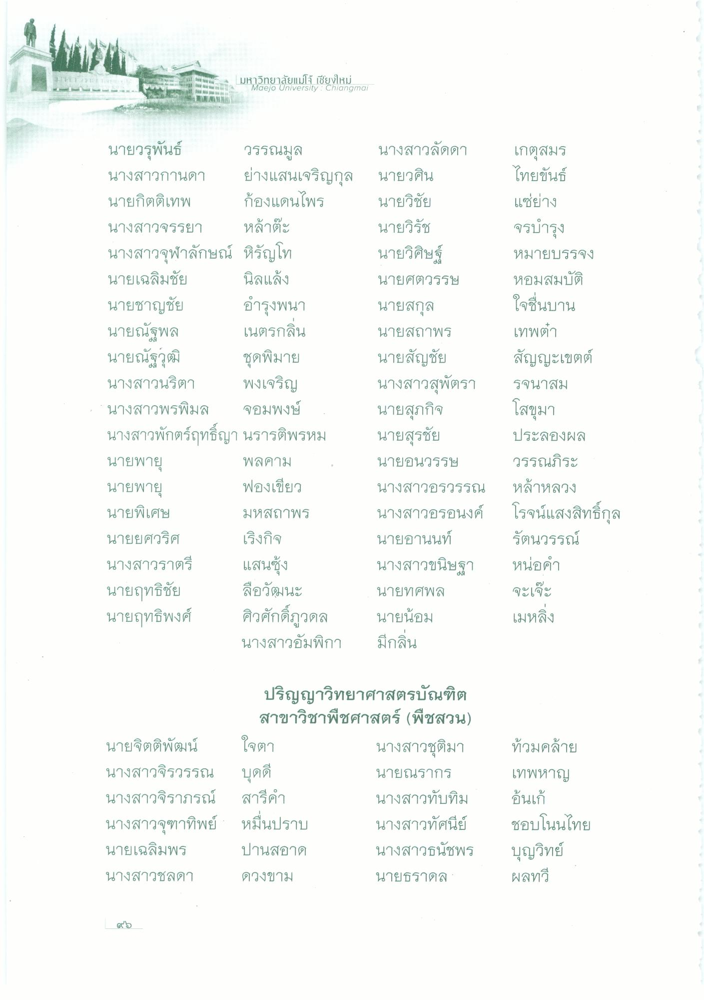 มหาวิทยาลัยแม่โจ้ เชียงใหม่
Maejo University : Chiangmai
นายวรุพันธ์ วรรณมูล นางสาวลัดดา เกตุสมร
นางสาวกานดา ย่างแสนเจริญกุล นายวศิน ไทยขันธ์
นายกิตติเทพ ก้องแดนไพร นายวิชัย แซ่ย่าง
นางสาวจรรยา หล้าต๊ะ นายวิรัช จรบำรุง
นางสาวจุฬาลักษณ์ หิรัญโท นายวิศิษฐ์ หมายบรรจง
นายเฉลิมชัย นิลแล้ง นายศตวรรษ หอมสมบัติ
นายชาญชัย อำรุงพนา นายสกุล ใจชื่นบาน
นายณัฐพล เนตรกลิ่น นายสถาพร เทพต๋า
นายณัฐวุฒิ ชุดพิมาย นายสัญชัย สัญญะเขตต์
นางสาวนริตา พงเจริญ นางสาวสุพัตรา รจนาสม
นางสาวพรพิมล จอมพงษ์ นายสุภกิจ โสขุมา
นางสาวพักตร์ฤทธิ์ญา นรารติพรหม นายสุรชัย ประลองผล
นายพายุ พลคาม นายอนวรรษ วรรณภิระ
นายพายุ ฟองเขียว นางสาวอรวรรณ หล้าหลวง
นายพิเศษ มหสถาพร นางสาวอรอนงค์ โรจน์แสงสิทธิ์กุล
นายยศวริศ เริงกิจ นายอานนท์ รัตนวรรณ์
นางสาวราตรี แสนซุ้ง นางสาวขนิษฐา หน่อคำ
นายฤทธิชัย ลือวัฒนะ นายทศพล จะเจ๊ะ
นายฤทธิพงศ์ ศิวศักดิ์ภูวดล นายน้อม เมหลิ่ง
นางสาวอัมพิกา มีกลิ่น
ปริญญาวิทยาศาสตรบัณฑิต
สาขาวิชาพืชศาสตร์ (พืชสวน)
นายจิตติพัฒน์ ใจตา นางสาวชุติมา ท้วมคล้าย
นางสาวจิรวรรณ บุดดี นายณรากร เทพหาญ
นางสาวจิราภรณ์ สารีคำ นางสาวทับทิม อ้นเก้
นางสาวจุฑาทิพย์ หมื่นปราบ นางสาวทัศนีย์ ชอบโนนไทย
นายเฉลิมพร ปานสอาด นางสาวธนัชพร บุญวิทย์
นางสาวชลดา ดวงขาม นายธราดล ผลทวี
๙๖